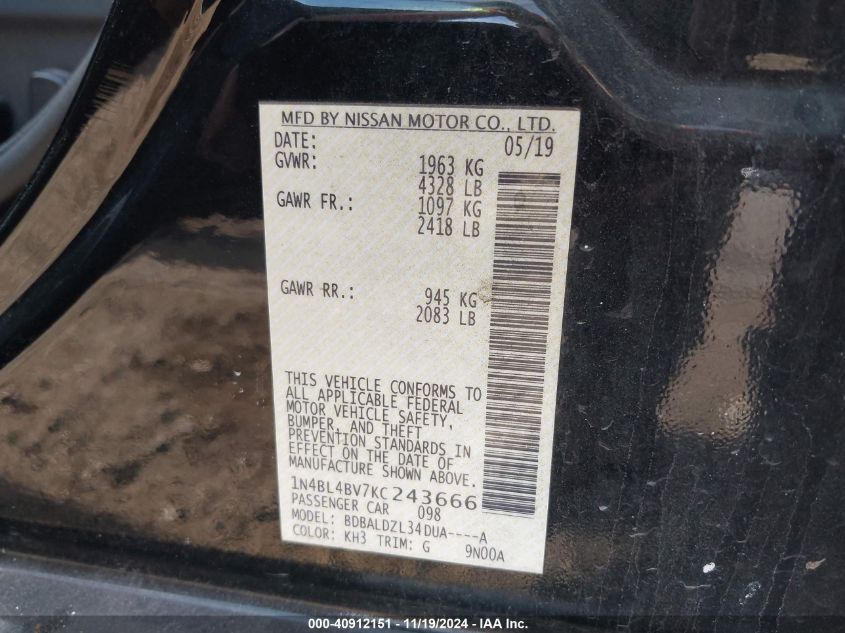 MFD BY NISSAN MOTOR CO., LTD.
DATE: 05/19
GVWR: 1963 KG
4328 LB
GAWR FR.: 1097 KG
2418 LB
GAWR RR.: 945 KG
2083 LB
THIS VEHICLE CONFORMS TO
ALL APPLICABLE FEDERAL
MOTOR VEHICLE SAFETY,
BUMPER, AND THEFT
PREVENTION STANDARDS IN
EFFECT ON THE DATE OF
MANUFACTURE SHOWN ABOVE.
1N4BL4BV7KC243666
PASSENGER CAR 098
MODEL: BDBALDZL34DUA----A
COLOR: KH3 TRIM: G 9N00A
000-40912151 - 11/19/2024 - IAA Inc.